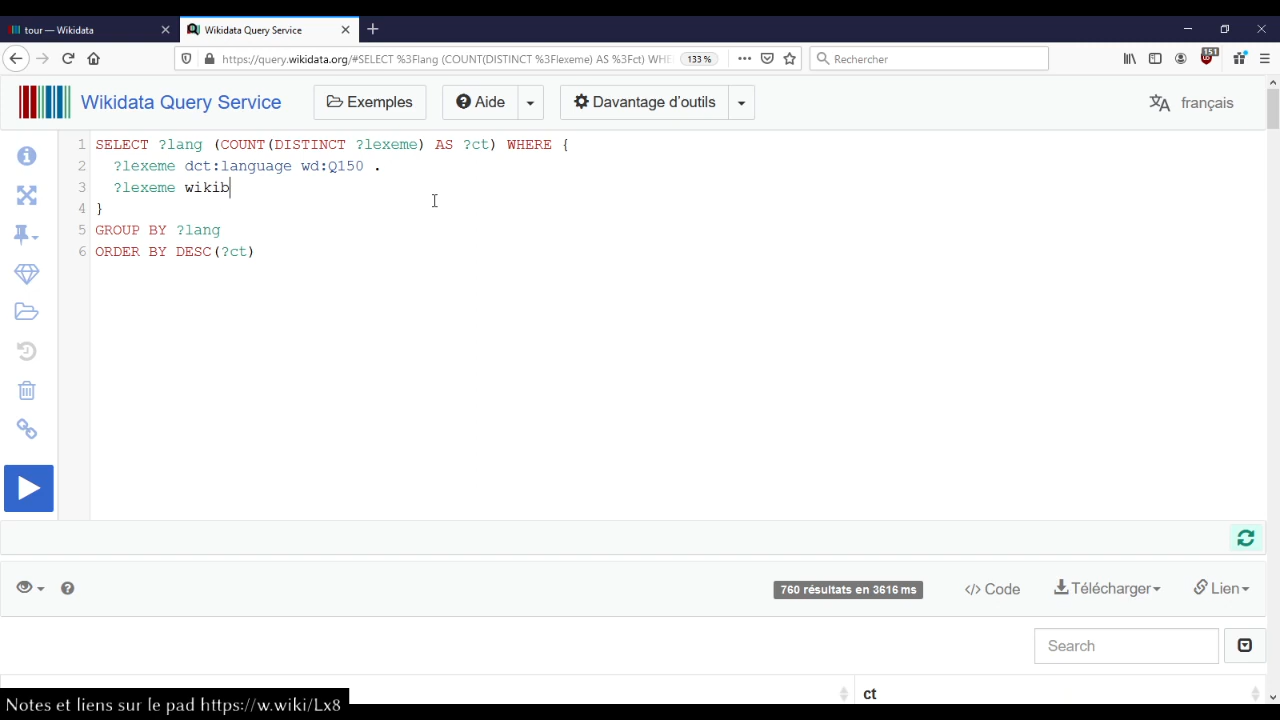 tour — Wikidata
Wikidata Query Service
https://query.wikidata.org/#SELECT %3Flang (COUNT(DISTINCT %3Flexeme) AS %3Fct) WHE
133 %
Rechercher
151
Wikidata Query Service
Exemples
Aide
Davantage d'outils
français
1 SELECT ?lang (COUNT(DISTINCT ?lexeme) AS ?ct) WHERE {
2 ?lexeme dct:language wd:Q150 .
3 ?lexeme wikib
4 }
5 GROUP BY ?lang
6 ORDER BY DESC(?ct)
760 résultats en 3616 ms
</> Code
Télécharger
Lien
Search
ct
Notes et liens sur le pad https://w.wiki/Lx8